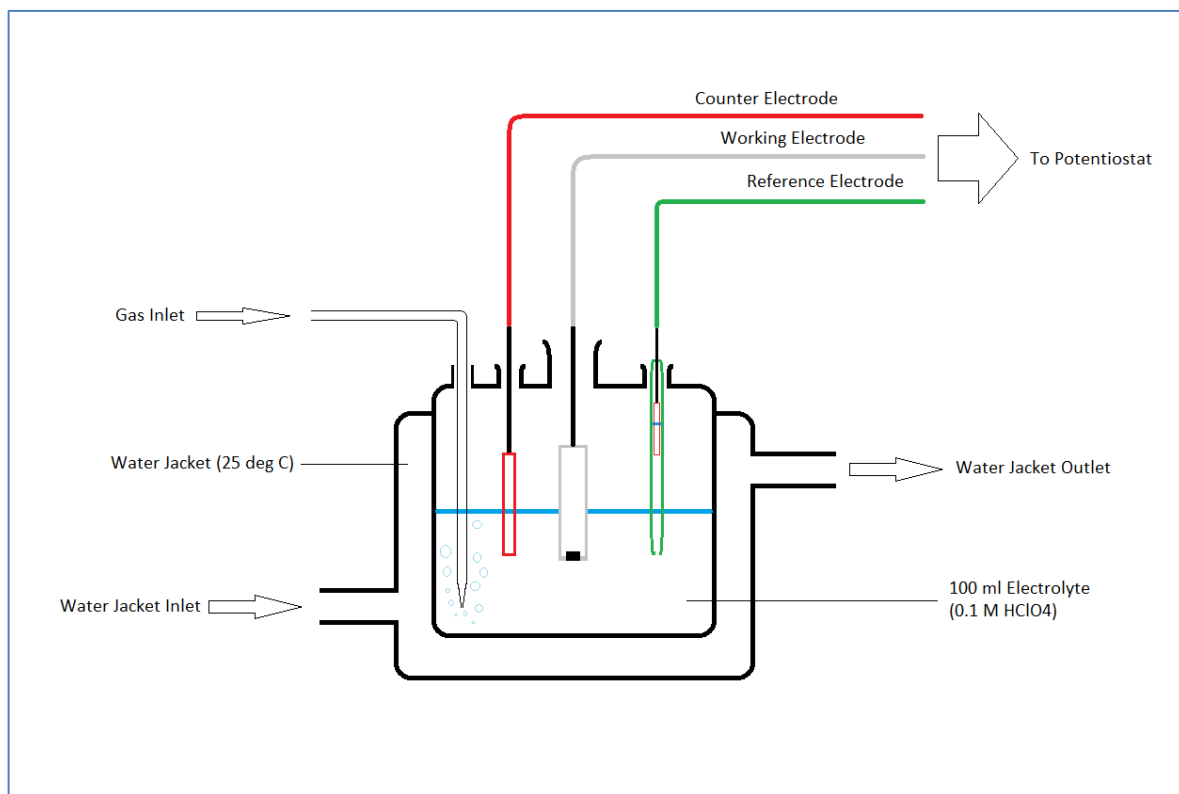 Counter Electrode
Working Electrode
To Potentiostat
Reference Electrode
Gas Inlet
Water Jacket (25 deg C)
Water Jacket Outlet
Water Jacket Inlet
100 ml Electrolyte
(0.1 M HClO4)